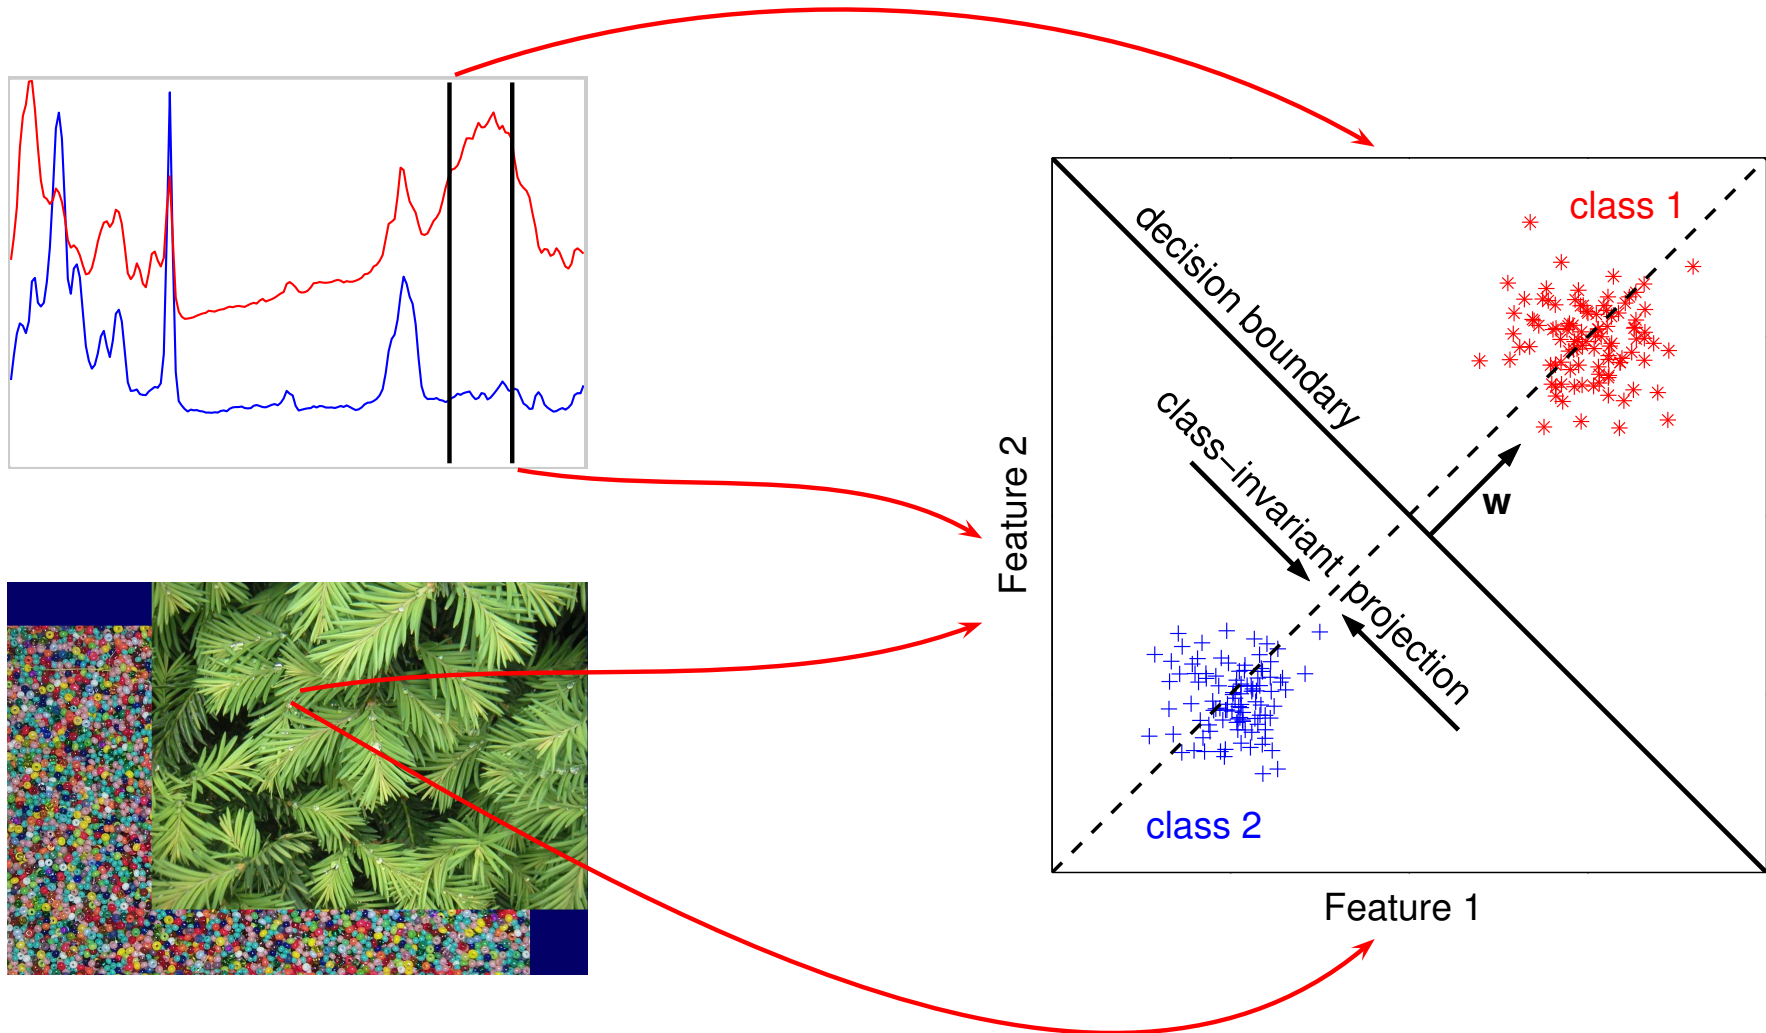 class 1
decision boundary
class–invariant projection
w
Feature 2
class 2
Feature 1